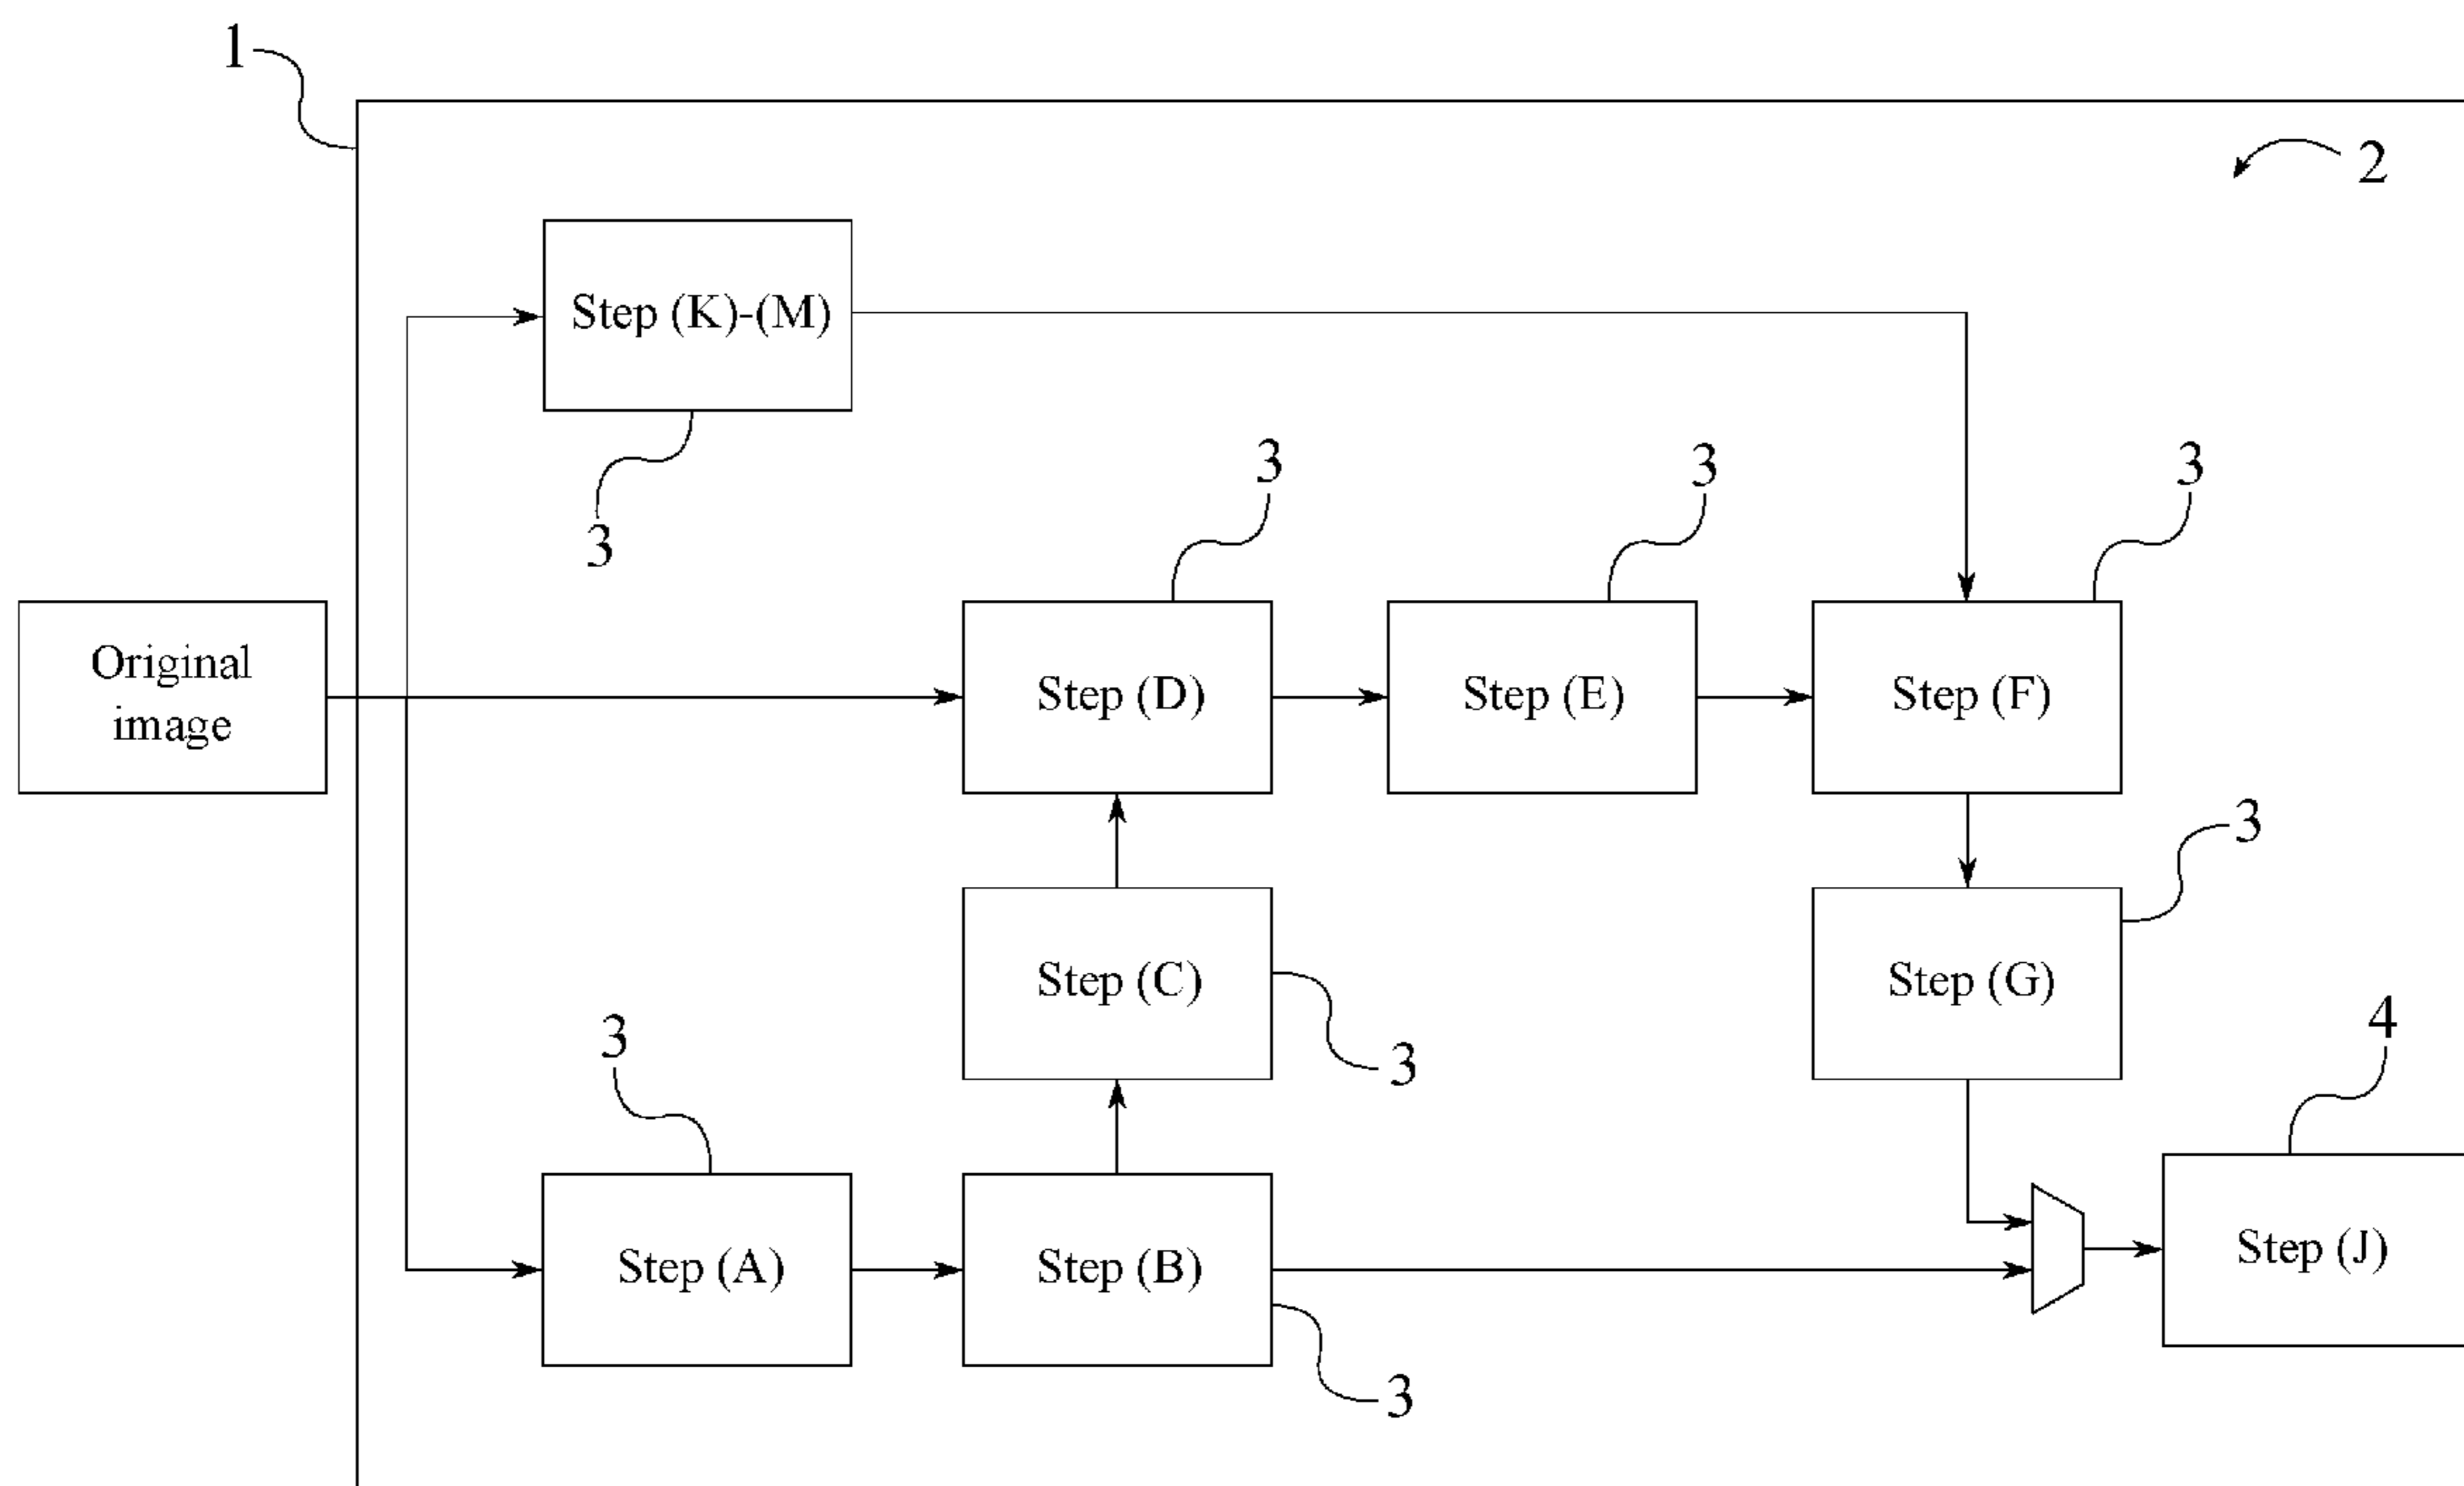 1
2
Step (K)-(M)
3
3
3
3
Original
image
Step (D)
Step (E)
Step (F)
3
Step (C)
Step (G)
3
3
4
Step (A)
Step (B)
Step (J)
3